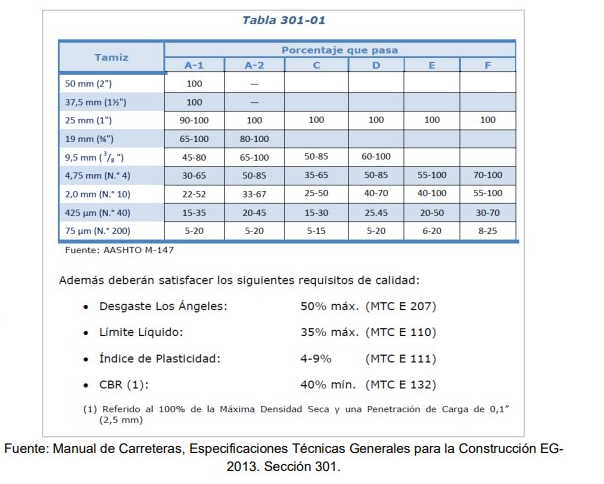 Tabla 301-01
Tamiz Porcentaje que pasa
A-1 A-2 C D E F
50 mm (2") 100 —
37,5 mm (1½") 100 —
25 mm (1") 90-100 100 100 100 100 100
19 mm (¾") 65-100 80-100
9,5 mm (3/8 ") 45-80 65-100 50-85 60-100
4,75 mm (N.° 4) 30-65 50-85 35-65 50-85 55-100 70-100
2,0 mm (N.° 10) 22-52 33-67 25-50 40-70 40-100 55-100
425 µm (N.° 40) 15-35 20-45 15-30 25.45 20-50 30-70
75 µm (N.° 200) 5-20 5-20 5-15 5-20 6-20 8-25
Fuente: AASHTO M-147
Además deberán satisfacer los siguientes requisitos de calidad:
• Desgaste Los Ángeles: 50% máx. (MTC E 207)
• Límite Líquido: 35% máx. (MTC E 110)
• Índice de Plasticidad: 4-9% (MTC E 111)
• CBR (1): 40% mín. (MTC E 132)
(1) Referido al 100% de la Máxima Densidad Seca y una Penetración de Carga de 0,1”
(2,5 mm)
Fuente: Manual de Carreteras, Especificaciones Técnicas Generales para la Construcción EG-
2013. Sección 301.